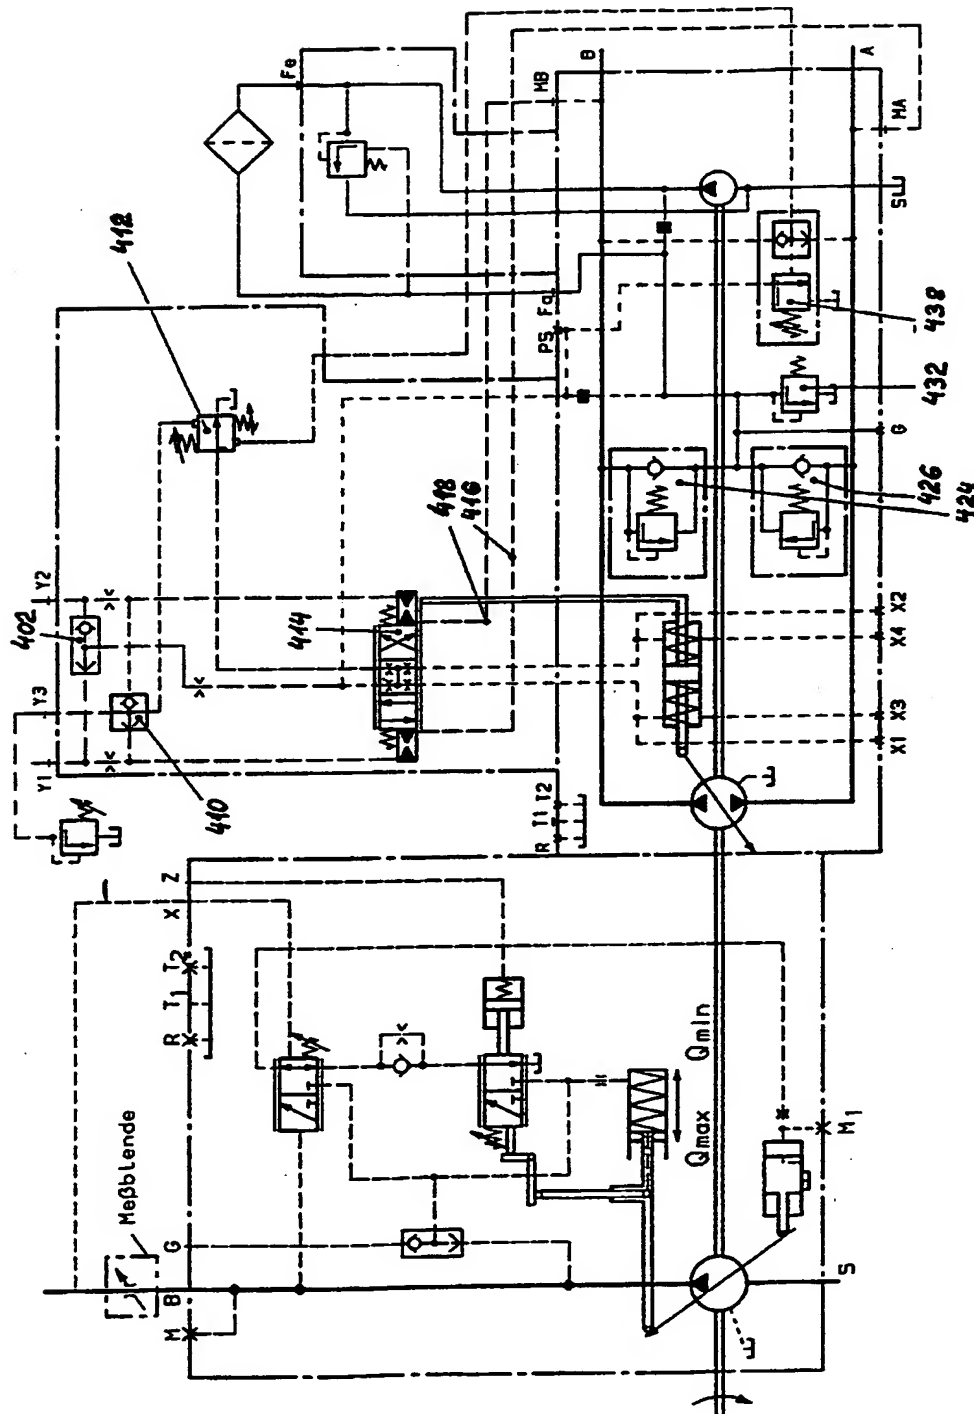 412
Fe
MB
B
A
MA
SL
Fa
PS
438
432
G
426
424
418
416
Y2
402
Y3
414
X2
X4
X3
X1
Y1
410
R T1 T2
Z
X
T2
T1
R
Qmax Qmin
M1
Meßblende
G
B
M
S